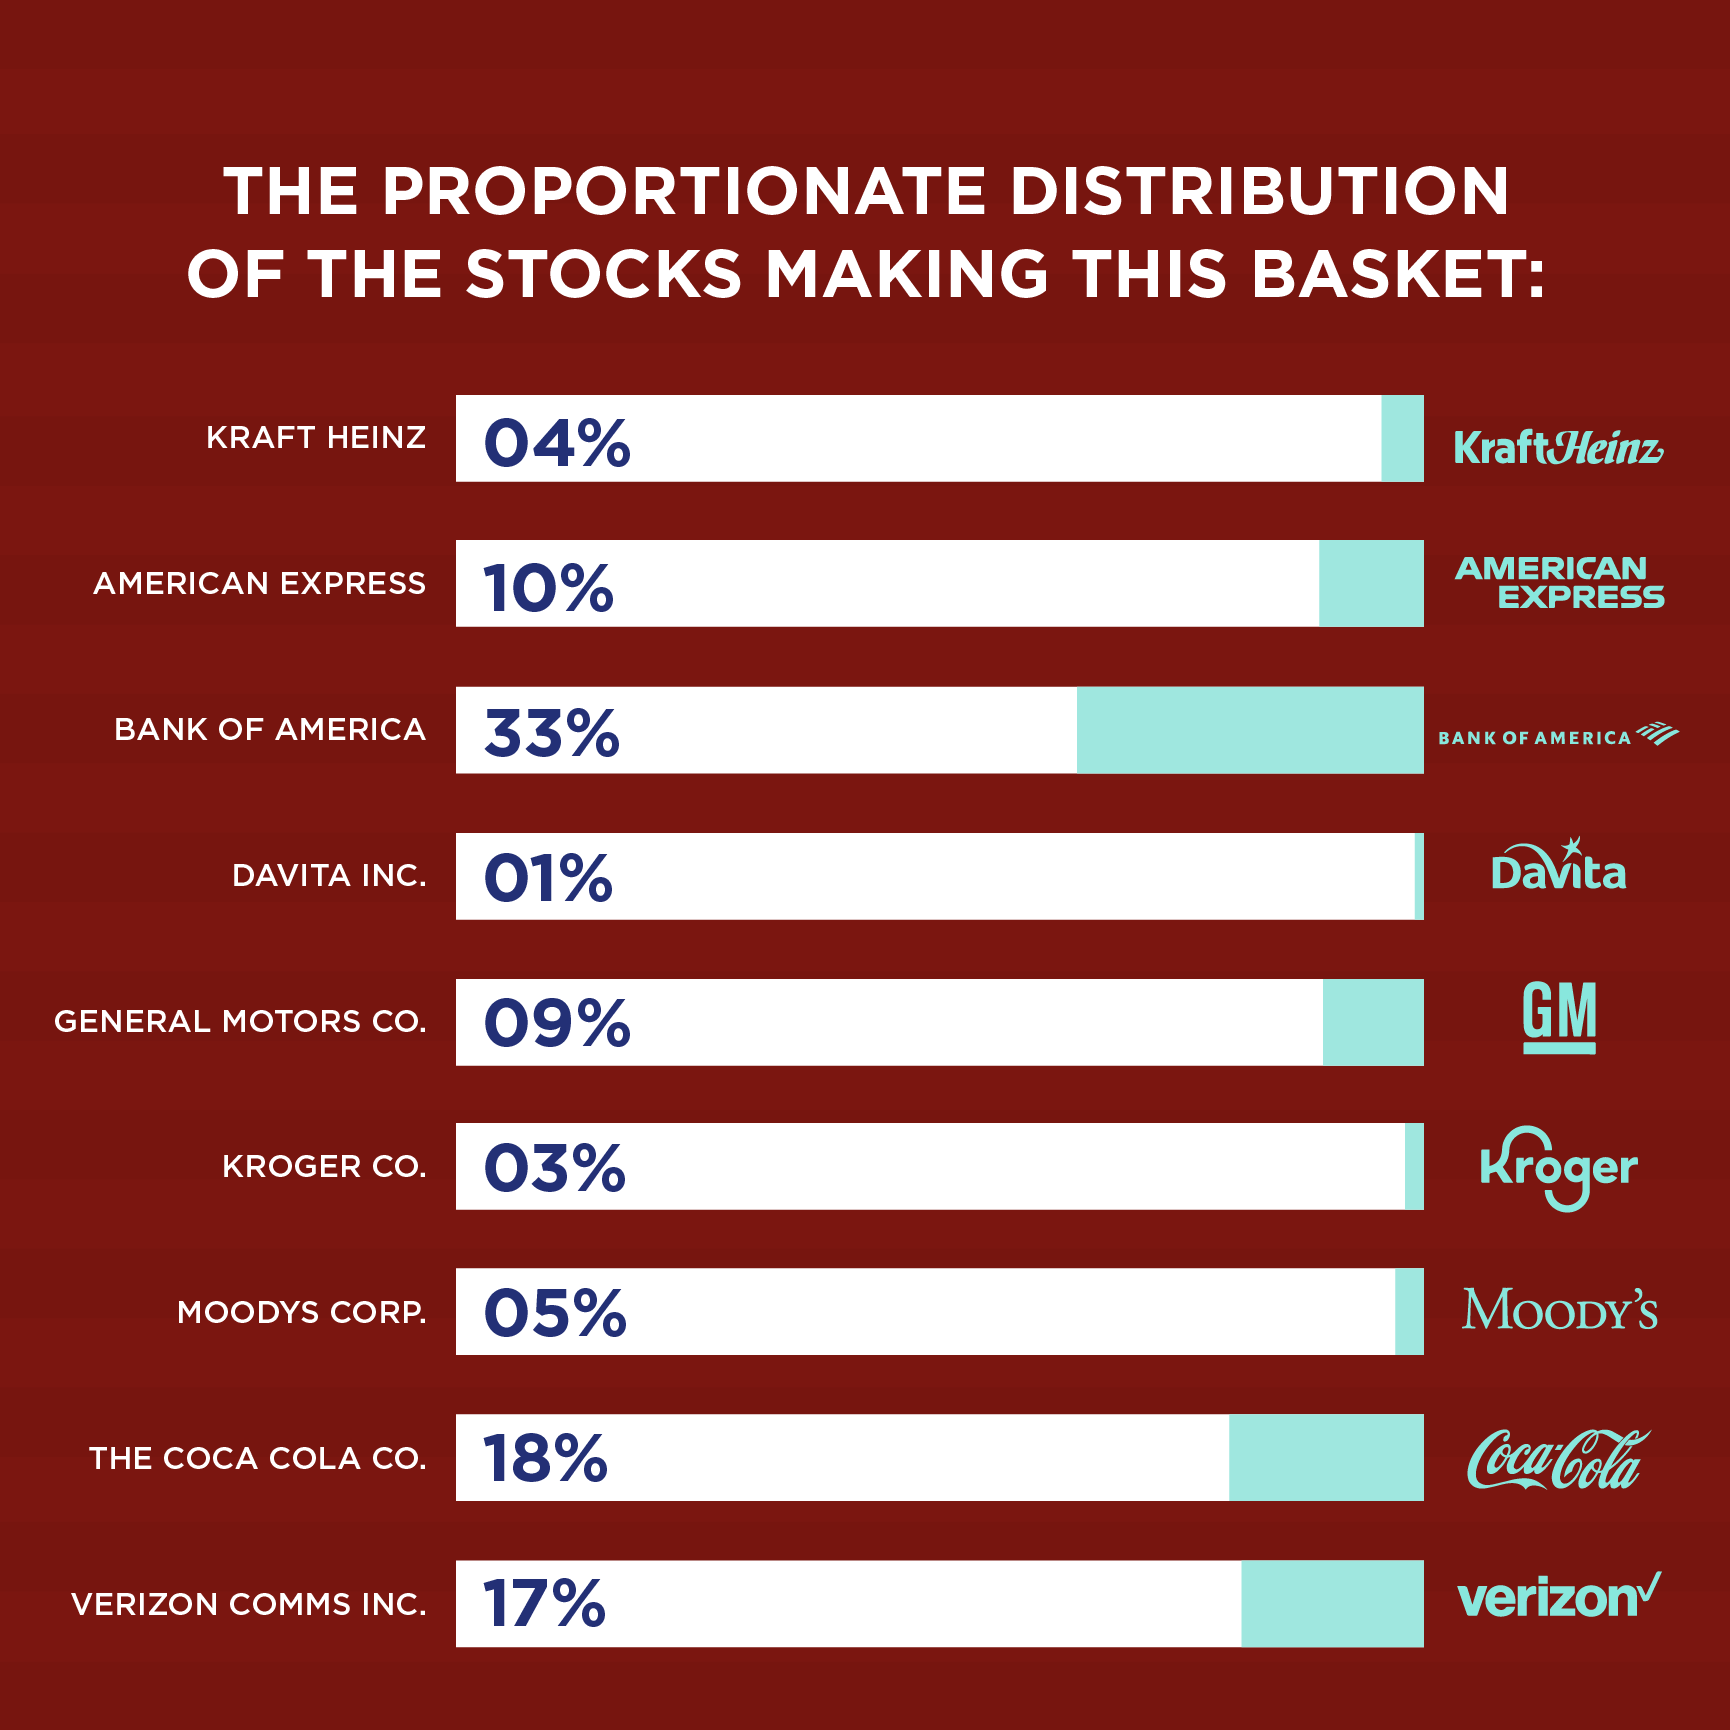 THE PROPORTIONATE DISTRIBUTION
OF THE STOCKS MAKING THIS BASKET:
KRAFT HEINZ 04% KraftHeinz
AMERICAN EXPRESS 10% AMERICAN
EXPRESS
BANK OF AMERICA 33% BANK OF AMERICA
DAVITA INC. 01% DaVita
GENERAL MOTORS CO. 09% GM
KROGER CO. 03% Kroger
MOODYS CORP. 05% MOODY'S
THE COCA COLA CO. 18% Coca-Cola
VERIZON COMMS INC. 17% verizon